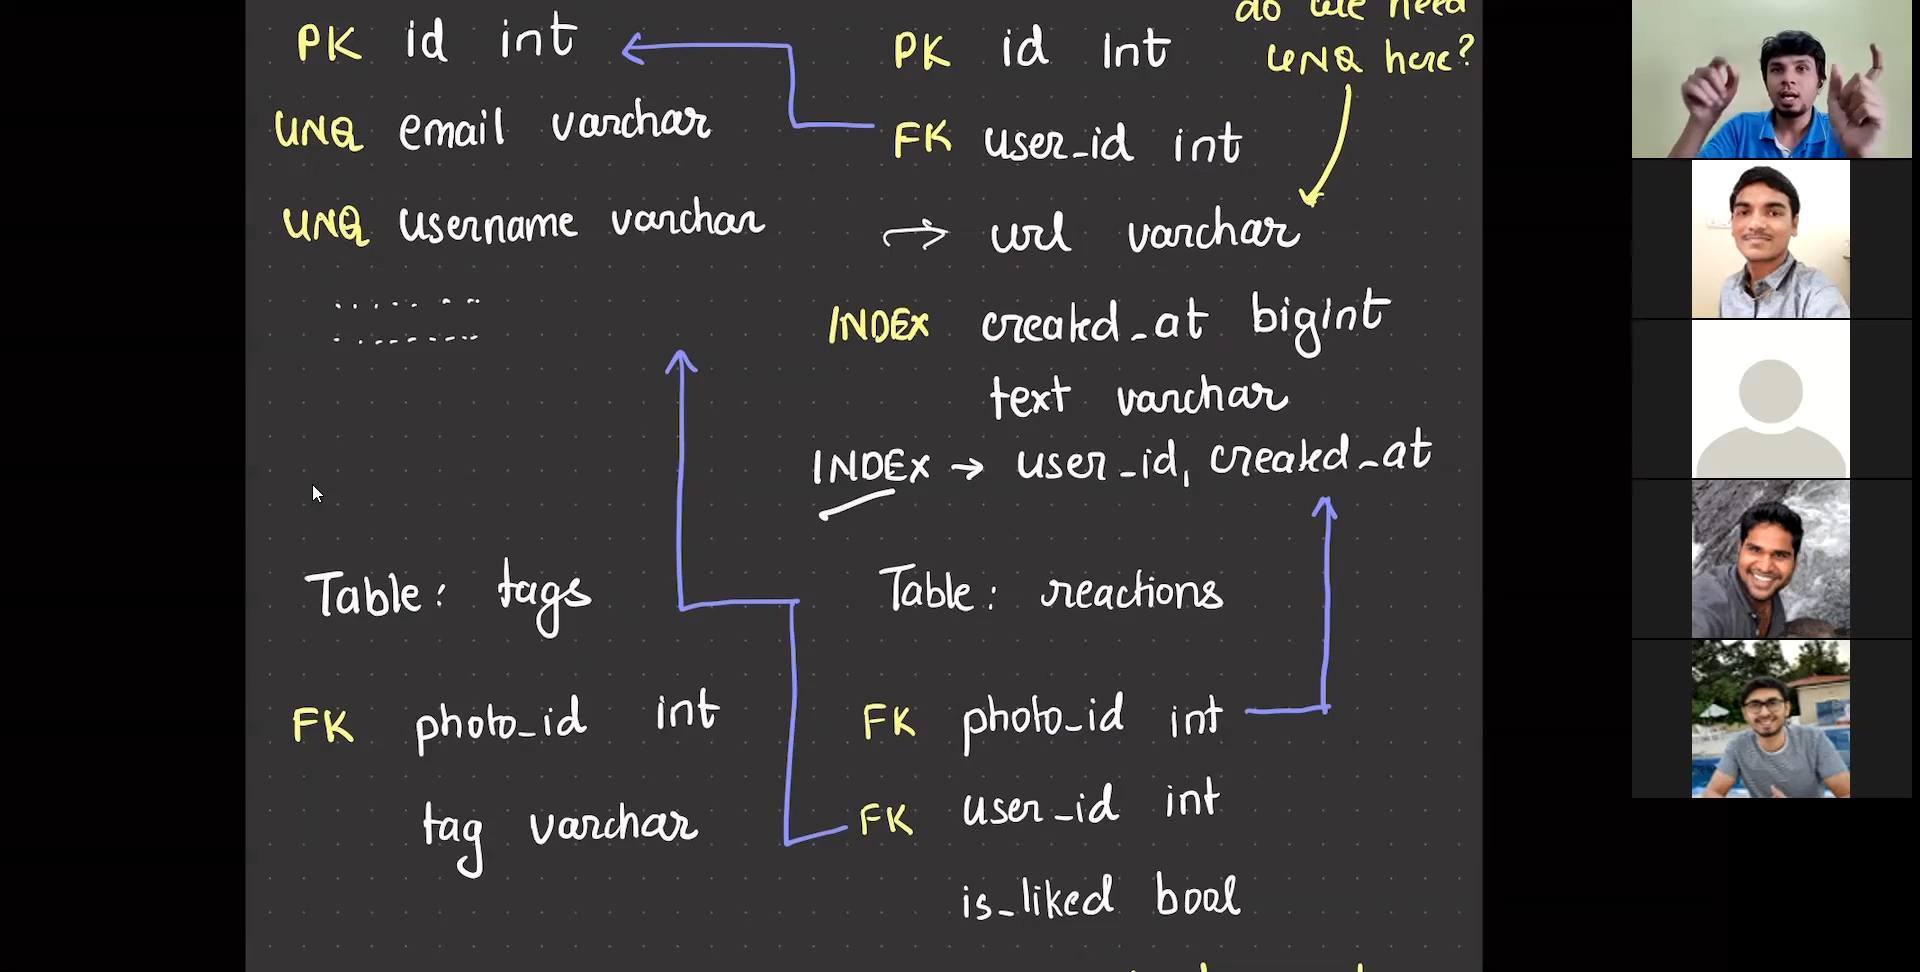 PK id int
UNQ email varchar
UNQ username varchar
do we need
UNQ here?
PK id Int
FK user_id int
→ url varchar
INDEX created_at bigint
text varchar
INDEX → user_id, created_at
Table: tags
FK photo_id int
tag varchar
Table: reactions
FK photo_id int
FK user_id int
is_liked bool